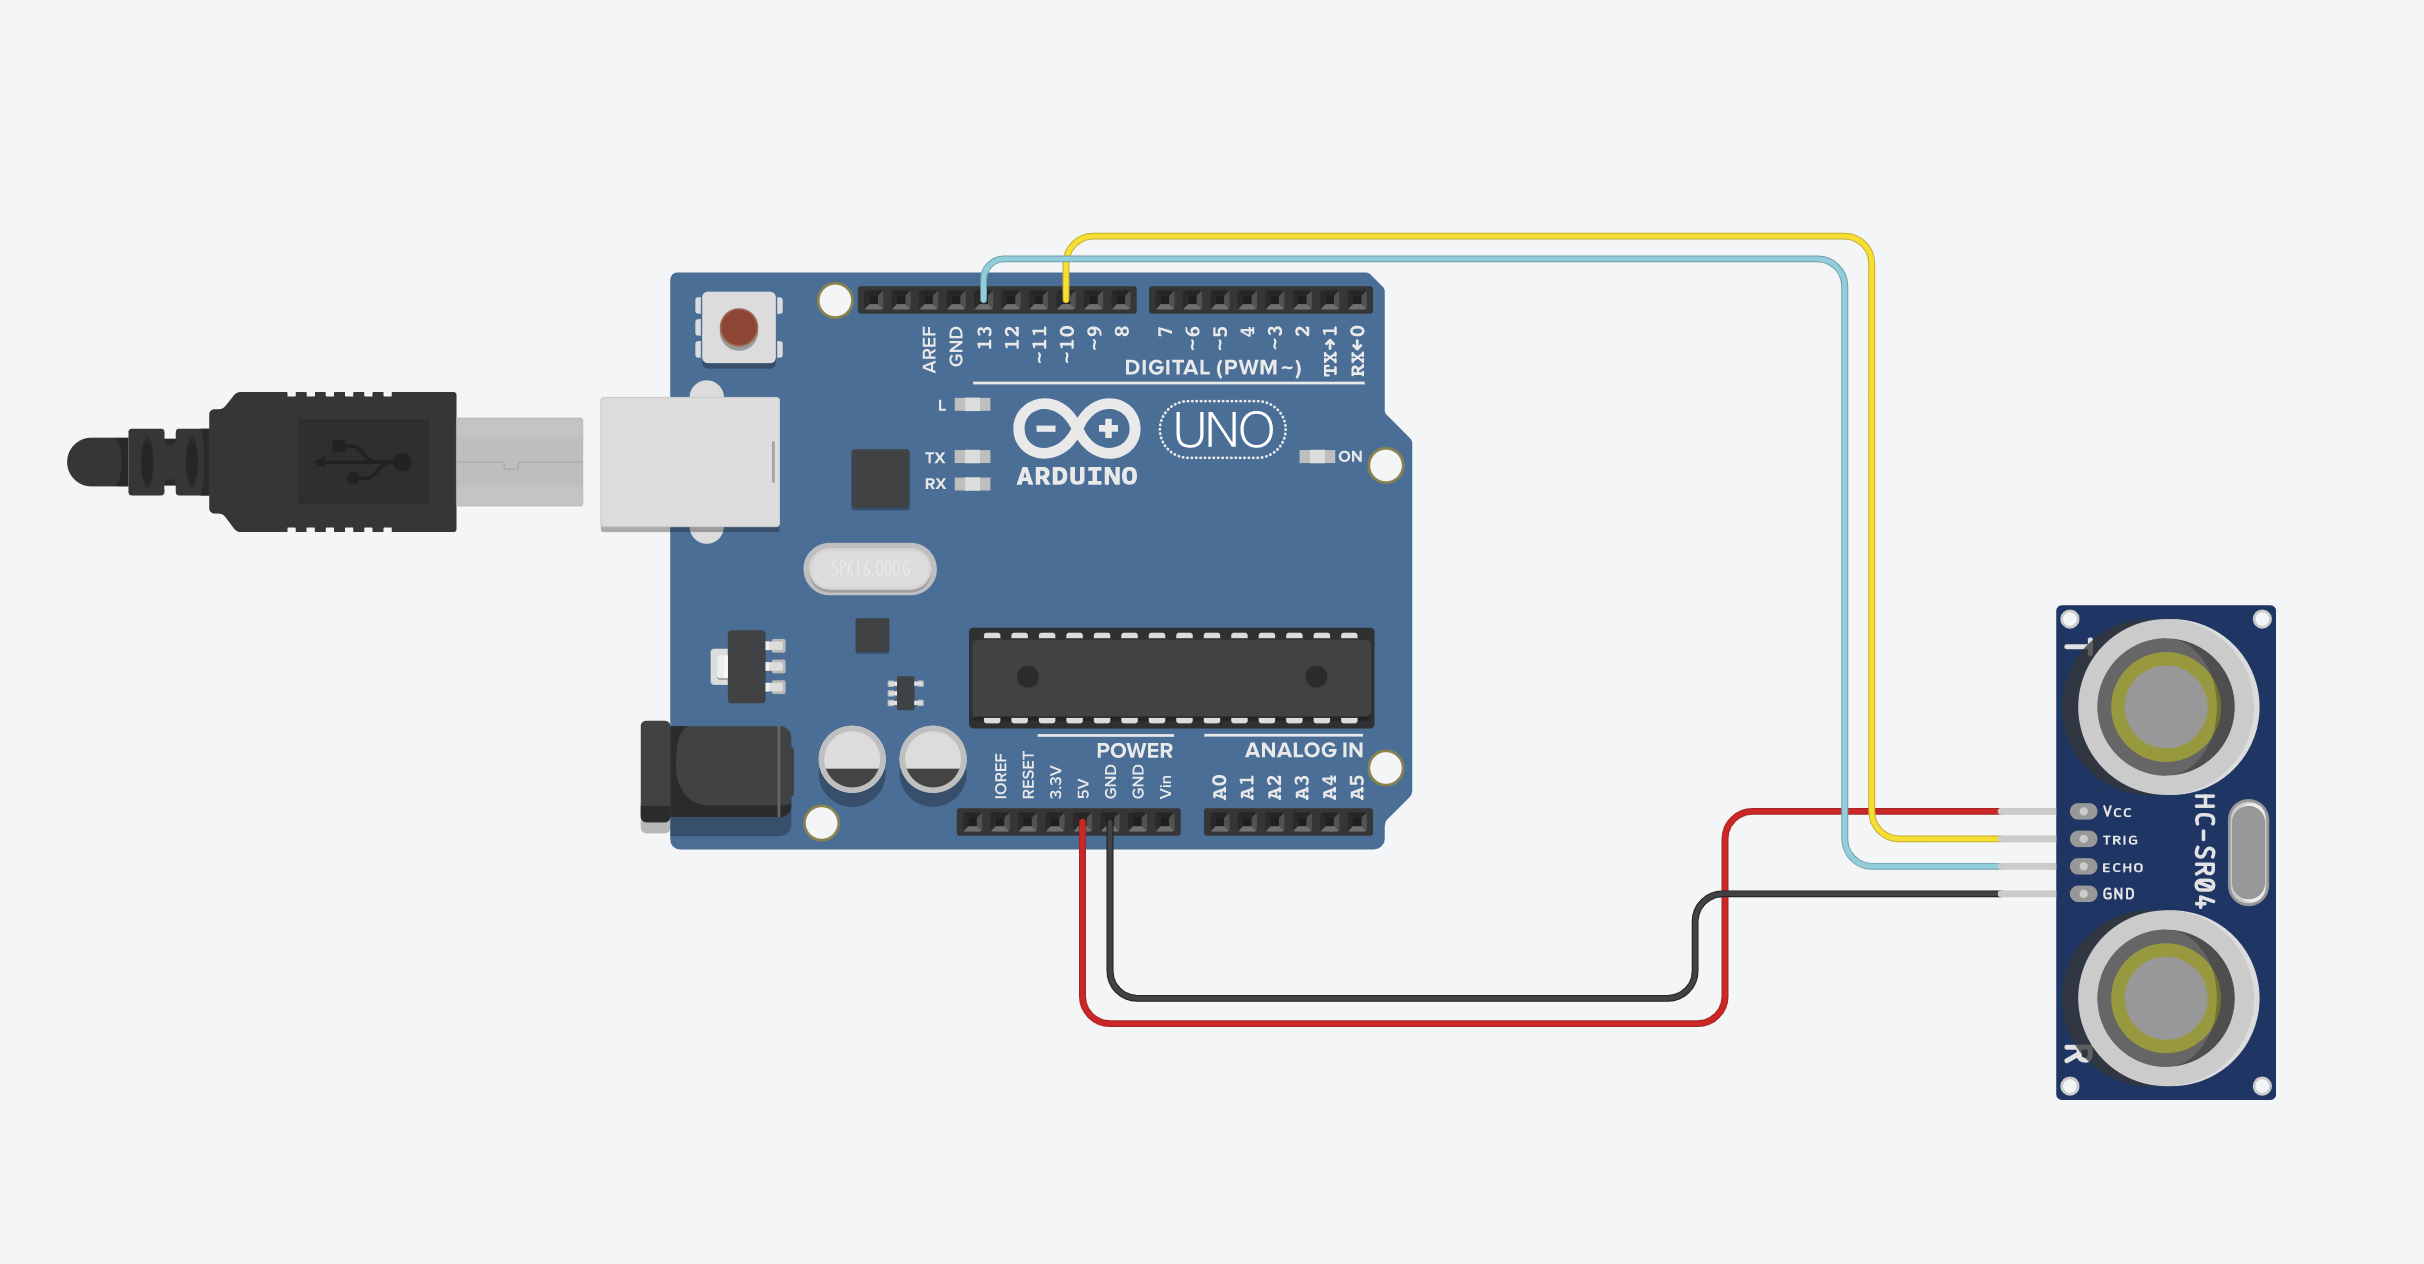 AREF
GND
13
12
~11
~10
~9
8
7
~6
~5
4
~3
2
TX→1
RX←0
DIGITAL (PWM~)
L
TX
RX
UNO
ARDUINO
ON
SPK16.000G
POWER
ANALOG IN
IOREF
RESET
3.3V
5V
GND
GND
Vin
A0
A1
A2
A3
A4
A5
T
HC-SR04
Vcc
TRIG
ECHO
GND
R